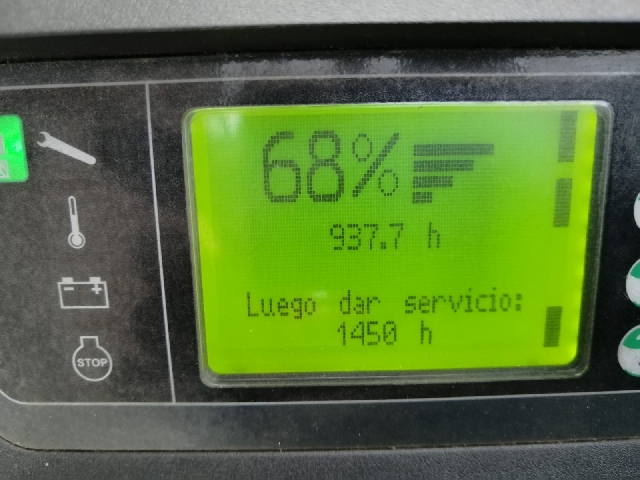 68%
937.7 h
Luego dar servicio:
1450 h
STOP